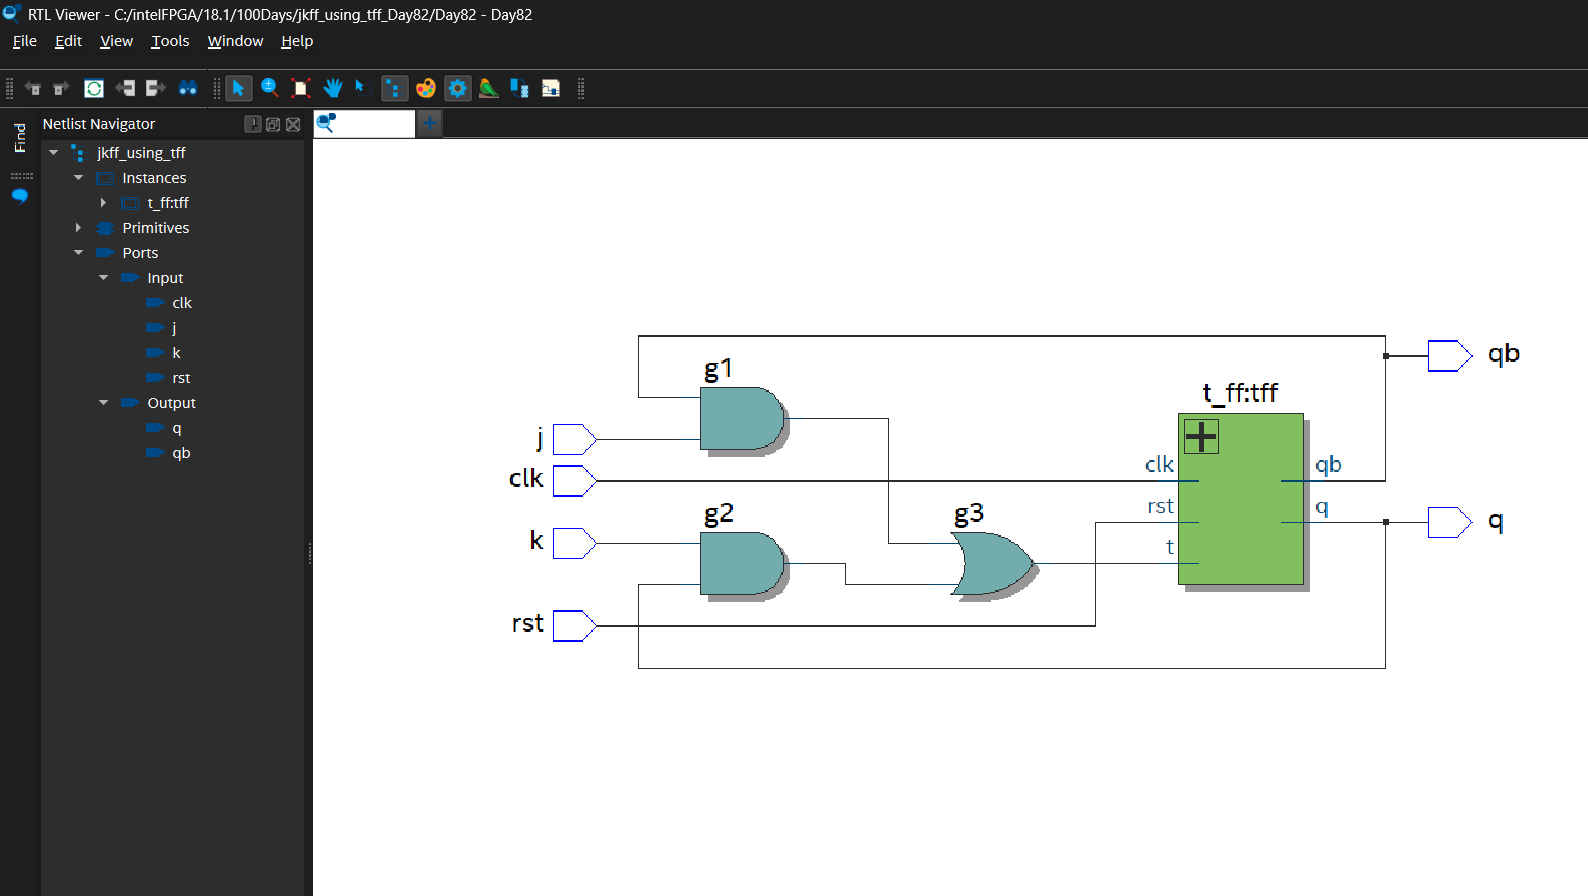 RTL Viewer - C:/intelFPGA/18.1/100Days/jkff_using_tff_Day82/Day82 - Day82
File Edit View Tools Window Help
Find
Netlist Navigator
jkff_using_tff
Instances
t_ff:tff
Primitives
Ports
Input
clk
j
k
rst
Output
q
qb
g1
qb
t_ff:tff
j
clk
clk
qb
rst
q
q
g2
g3
k
t
rst